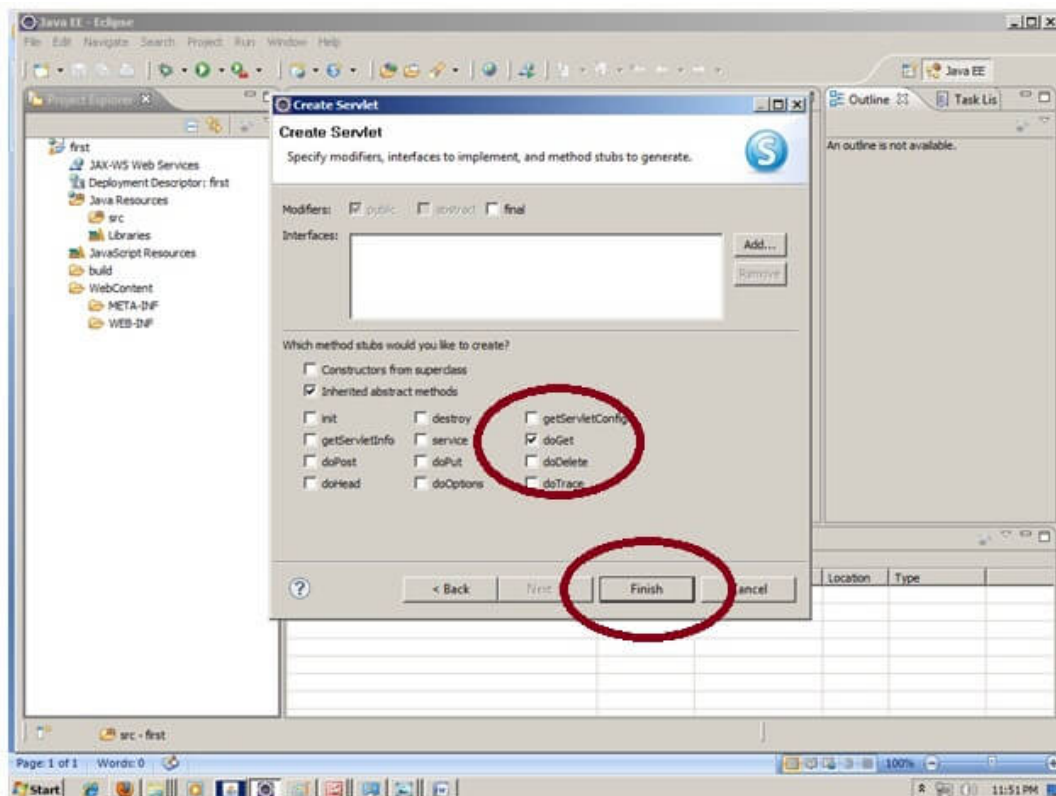 Java EE - Eclipse
File Edit Navigate Search Project Run Window Help
Java EE
Project Explorer
Outline Task Lis
first
JAX-WS Web Services
Deployment Descriptor: first
Java Resources
src
Libraries
JavaScript Resources
build
WebContent
META-INF
WEB-INF
An outline is not available.
Create Servlet
Create Servlet
Specify modifiers, interfaces to implement, and method stubs to generate.
S
Modifiers: public abstract final
Interfaces:
Add...
Remove
Which method stubs would you like to create?
Constructors from superclass
Inherited abstract methods
init destroy getServletConfig
getServletInfo service doGet
doPost doPut doDelete
doHead doOptions doTrace
? < Back Next Finish Cancel
Location Type
src - first
Page: 1 of 1 Words: 0 100%
Start 11:51 PM